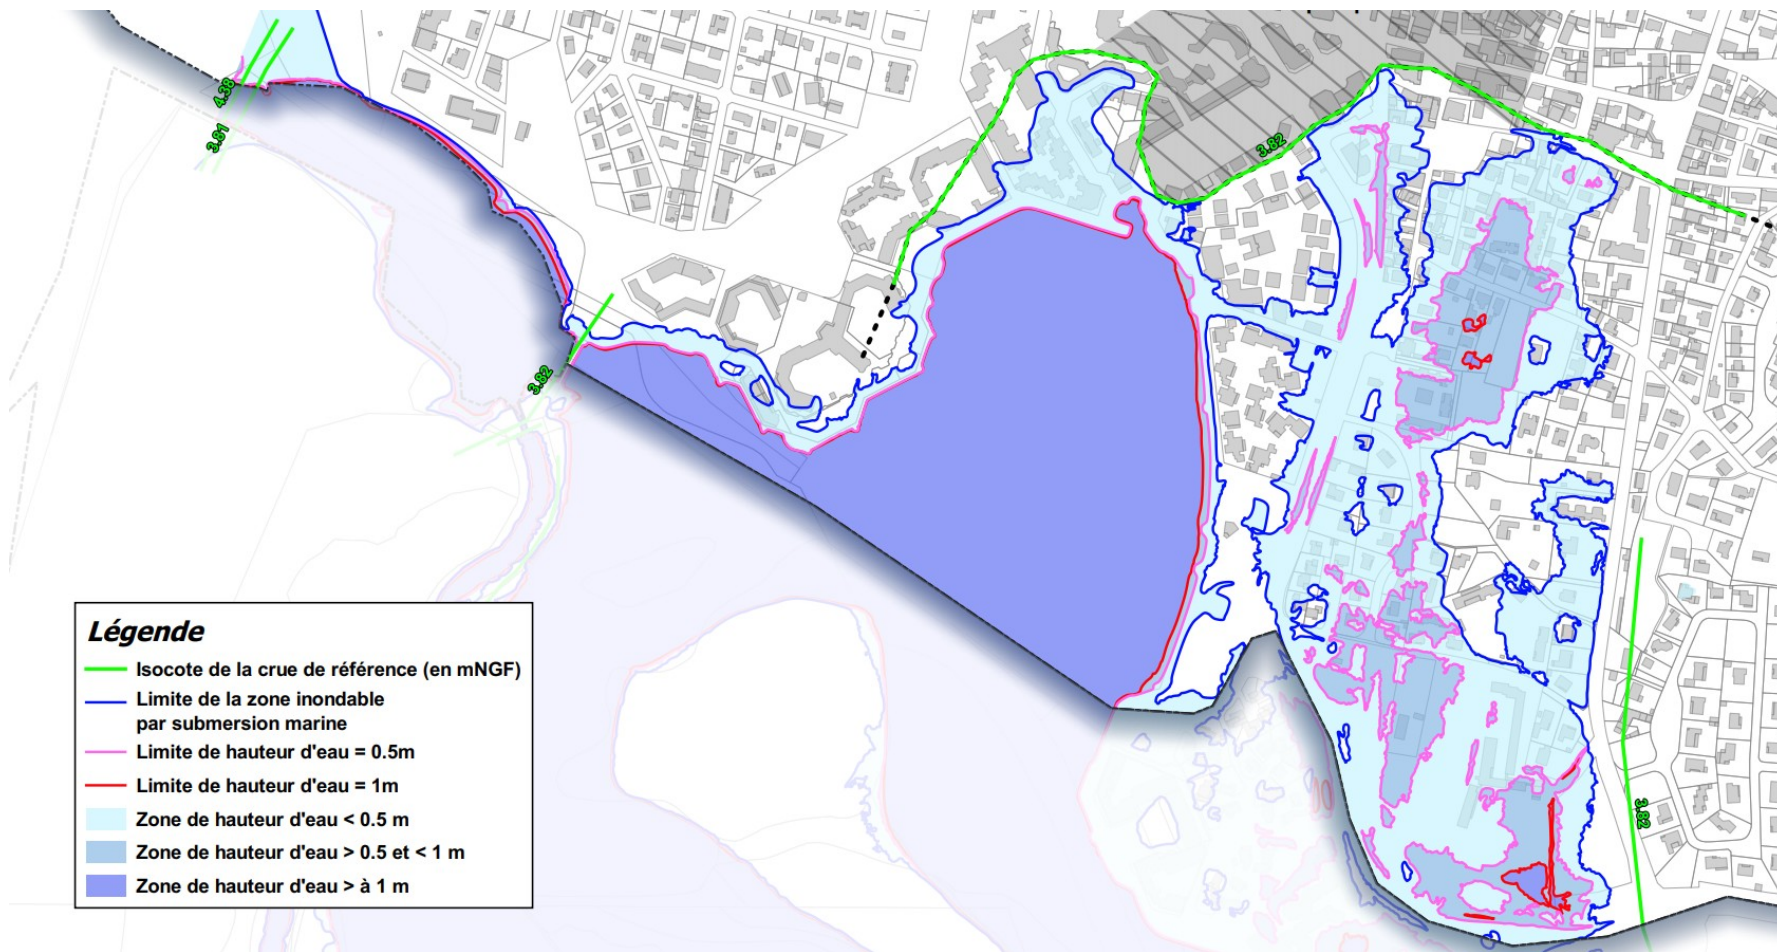 4.38
3.81
3.82
3.82
3.82
Légende
Isocote de la crue de référence (en mNGF)
Limite de la zone inondable
par submersion marine
Limite de hauteur d'eau = 0.5m
Limite de hauteur d'eau = 1m
Zone de hauteur d'eau < 0.5 m
Zone de hauteur d'eau > 0.5 et < 1 m
Zone de hauteur d'eau > à 1 m